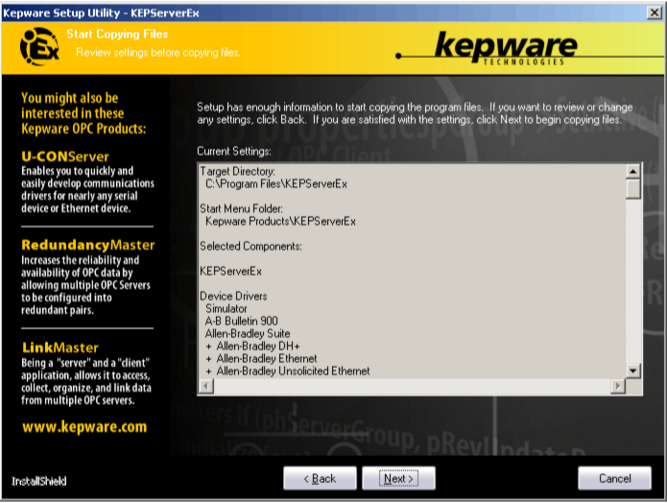 Kepware Setup Utility - KEPServerEx
Start Copying Files
Review settings before copying files.
kepware
TECHNOLOGIES
You might also be
interested in these
Kepware OPC Products:
U-CONServer
Enables you to quickly and
easily develop communications
drivers for nearly any serial
device or Ethernet device.
RedundancyMaster
Increases the reliability and
availability of OPC data by
allowing multiple OPC Servers
to be configured into
redundant pairs.
LinkMaster
Being a "server" and a "client"
application, allows it to access,
collect, organize, and link data
from multiple OPC servers.
www.kepware.com
Setup has enough information to start copying the program files. If you want to review or change
any settings, click Back. If you are satisfied with the settings, click Next to begin copying files.
Current Settings:
Target Directory:
C:\Program Files\KEPServerEx
Start Menu Folder:
Kepware Products\KEPServerEx
Selected Components:
KEPServerEx
Device Drivers
Simulator
A-B Bulletin 900
Allen-Bradley Suite
+ Allen-Bradley DH+
+ Allen-Bradley Ethernet
+ Allen-Bradley Unsolicited Ethernet
InstallShield
< Back
Next >
Cancel